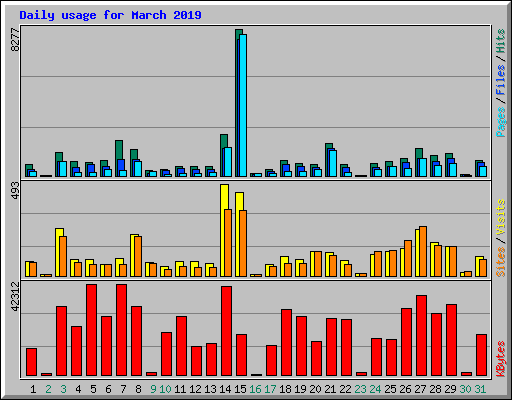 Daily usage for March 2019
8277
Pages / Files / Hits
493
Sites / Visits
42312
KBytes
1 2 3 4 5 6 7 8 9 10 11 12 13 14 15 16 17 18 19 20 21 22 23 24 25 26 27 28 29 30 31